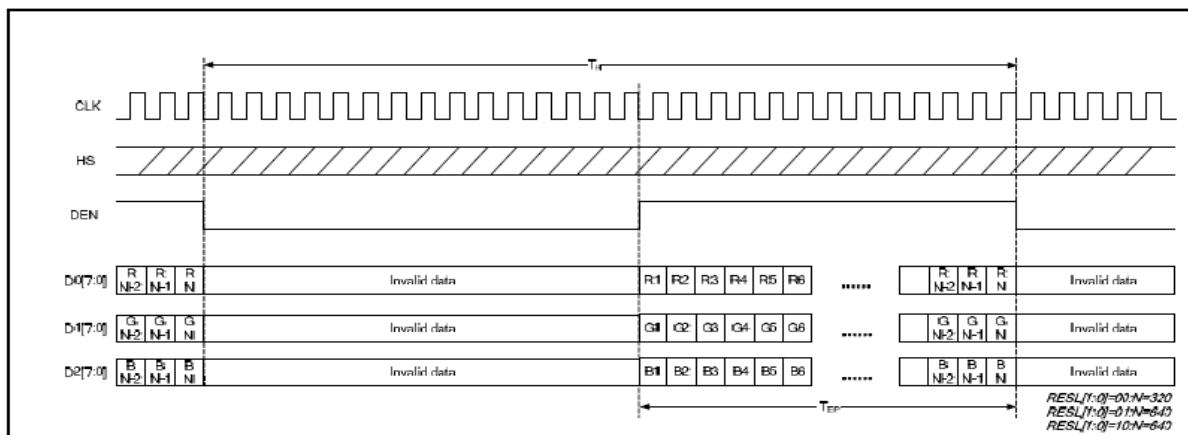 TH
CLK
HS
DEN
D0[7:0] R N-2 R N-1 R N Invalid data R1 R2 R3 R4 R5 R6 ...... R N-2 R N-1 R N Invalid data
D1[7:0] G N-2 G N-1 G N Invalid data G1 G2 G3 G4 G5 G6 ...... G N-2 G N-1 G N Invalid data
D2[7:0] B N-2 B N-1 B N Invalid data B1 B2 B3 B4 B5 B6 ...... B N-2 B N-1 B N Invalid data
TEP
RESL[1:0]=00:N=320
RESL[1:0]=01:N=640
RESL[1:0]=10:N=640